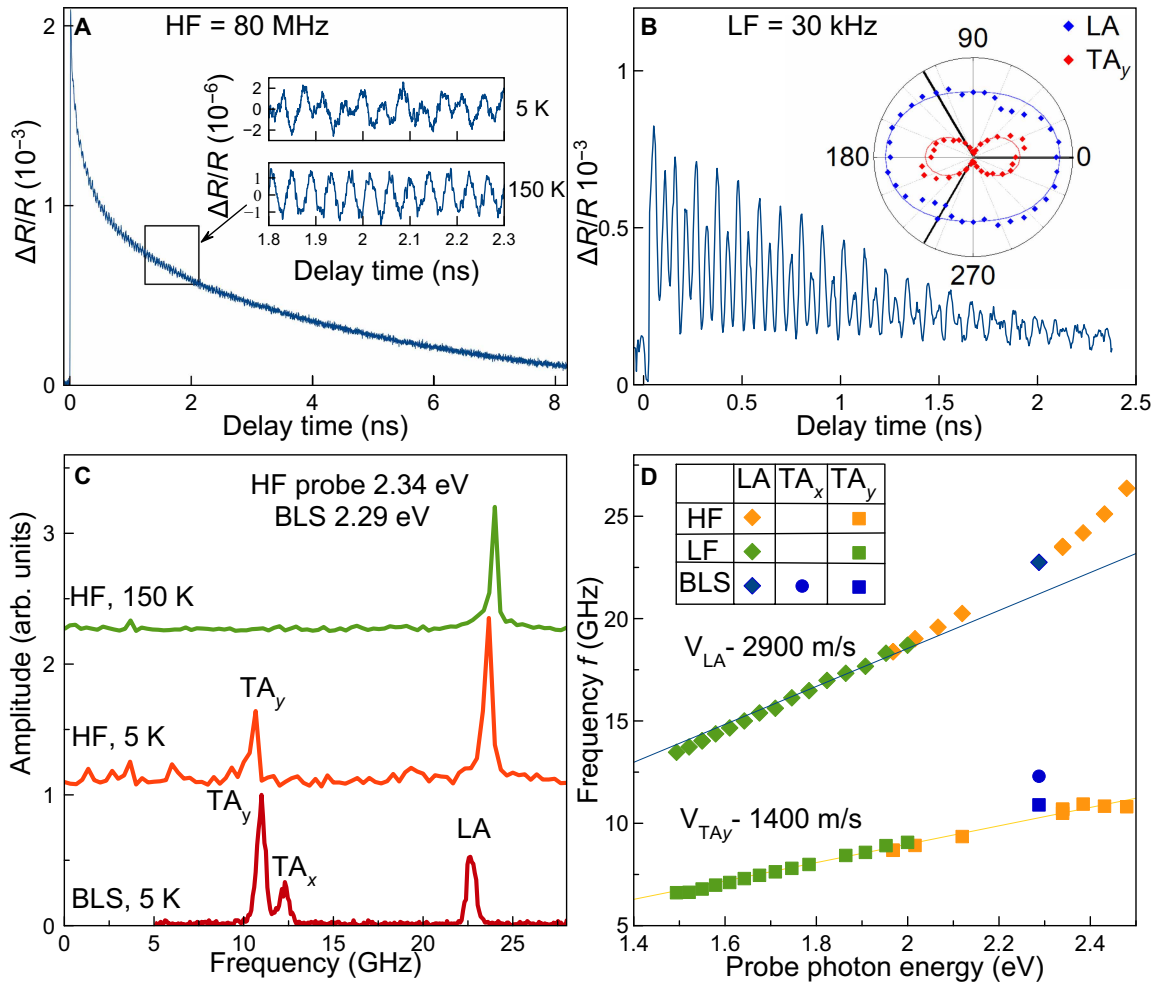 A
HF = 80 MHz
ΔR/R (10⁻³)
2
1
0
ΔR/R (10⁻⁶)
2
0
−2
5 K
1
0
−1
150 K
1.8 1.9 2 2.1 2.2 2.3
Delay time (ns)
0 2 4 6 8
Delay time (ns)
B
LF = 30 kHz
LA
TAy
90
180
0
270
ΔR/R 10⁻³
1
0.5
0
0 0.5 1 1.5 2 2.5
Delay time (ns)
C
HF probe 2.34 eV
BLS 2.29 eV
Amplitude (arb. units)
3
2
1
0
HF, 150 K
TAy
HF, 5 K
TAy
TAx
LA
BLS, 5 K
0 5 10 15 20 25
Frequency (GHz)
D
LA TAx TAy
HF
LF
BLS
Frequency f (GHz)
25
20
15
10
5
V_LA- 2900 m/s
V_TAy- 1400 m/s
1.4 1.6 1.8 2 2.2 2.4
Probe photon energy (eV)